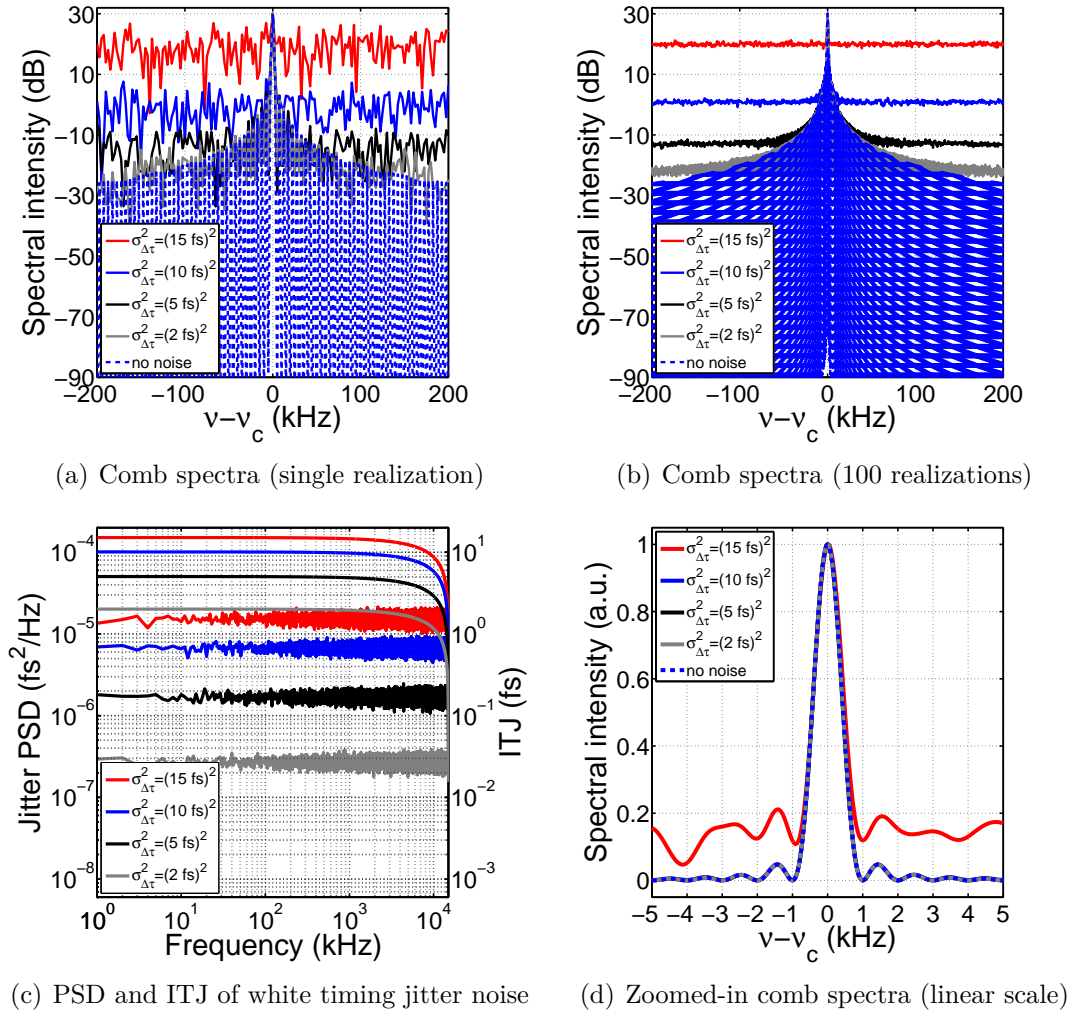 30
10
−10
−30
−50
−70
−90
Spectral intensity (dB)
σ²Δτ=(15 fs)²
σ²Δτ=(10 fs)²
σ²Δτ=(5 fs)²
σ²Δτ=(2 fs)²
no noise
−200 −100 0 100 200
ν−νc (kHz)
(a) Comb spectra (single realization)
30
10
−10
−30
−50
−70
−90
Spectral intensity (dB)
σ²Δτ=(15 fs)²
σ²Δτ=(10 fs)²
σ²Δτ=(5 fs)²
σ²Δτ=(2 fs)²
no noise
−200 −100 0 100 200
ν−νc (kHz)
(b) Comb spectra (100 realizations)
10⁻⁴
10⁻⁵
10⁻⁶
10⁻⁷
10⁻⁸
Jitter PSD (fs²/Hz)
10¹
10⁰
10⁻¹
10⁻²
10⁻³
ITJ (fs)
σ²Δτ=(15 fs)²
σ²Δτ=(10 fs)²
σ²Δτ=(5 fs)²
σ²Δτ=(2 fs)²
10⁰ 10¹ 10² 10³ 10⁴
Frequency (kHz)
(c) PSD and ITJ of white timing jitter noise
1
0.8
0.6
0.4
0.2
0
Spectral intensity (a.u.)
σ²Δτ=(15 fs)²
σ²Δτ=(10 fs)²
σ²Δτ=(5 fs)²
σ²Δτ=(2 fs)²
no noise
−5 −4 −3 −2 −1 0 1 2 3 4 5
ν−νc (kHz)
(d) Zoomed-in comb spectra (linear scale)